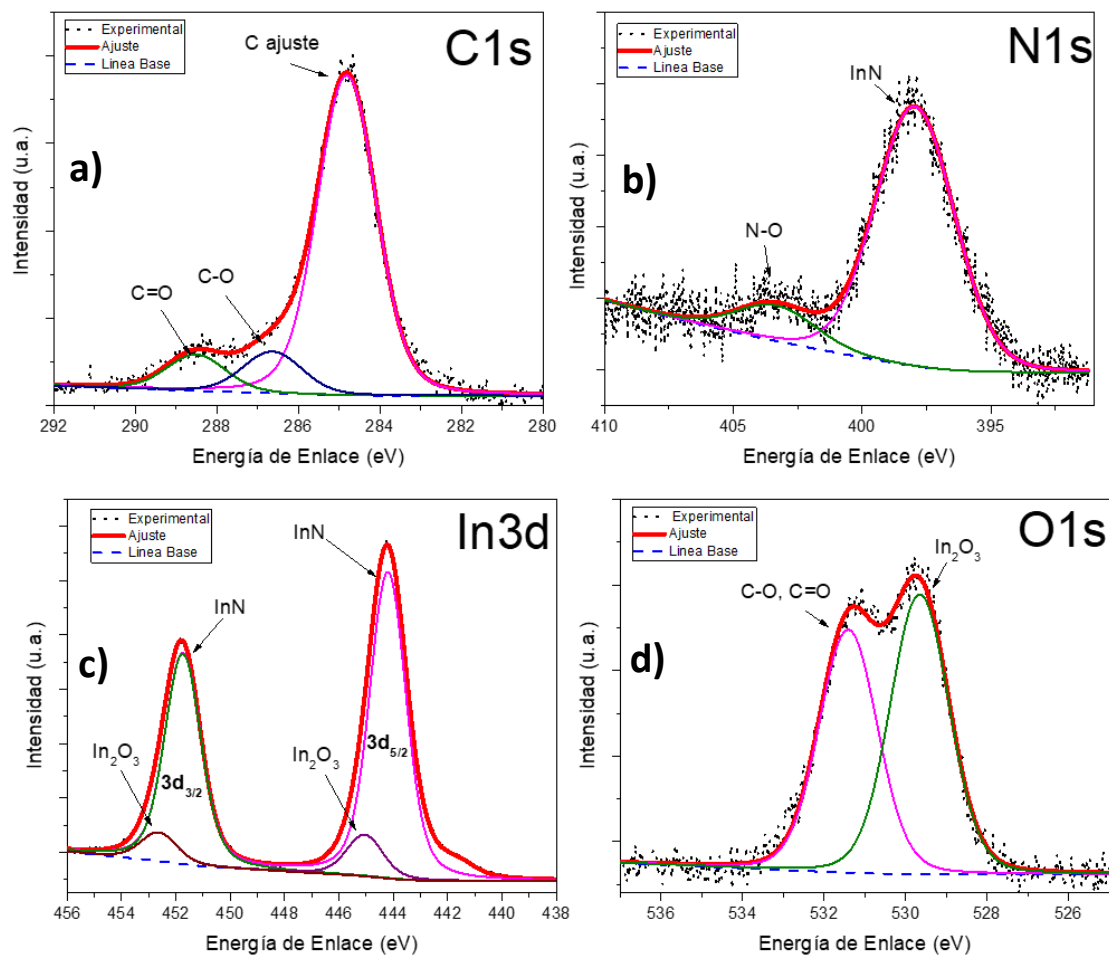 Experimental
Ajuste
Linea Base
C1s
C ajuste
a)
C-O
C=O
Intensidad (u.a.)
292 290 288 286 284 282 280
Energía de Enlace (eV)
Experimental
Ajuste
Linea Base
N1s
InN
b)
N-O
Intensidad (u.a.)
410 405 400 395
Energía de Enlace (eV)
Experimental
Ajuste
Linea Base
In3d
InN
InN
c)
In2O3
3d3/2
In2O3
3d5/2
Intensidad (u.a.)
456 454 452 450 448 446 444 442 440 438
Energía de Enlace (eV)
Experimental
Ajuste
Linea Base
O1s
In2O3
C-O, C=O
d)
Intensidad (u.a.)
536 534 532 530 528 526
Energía de Enlace (eV)